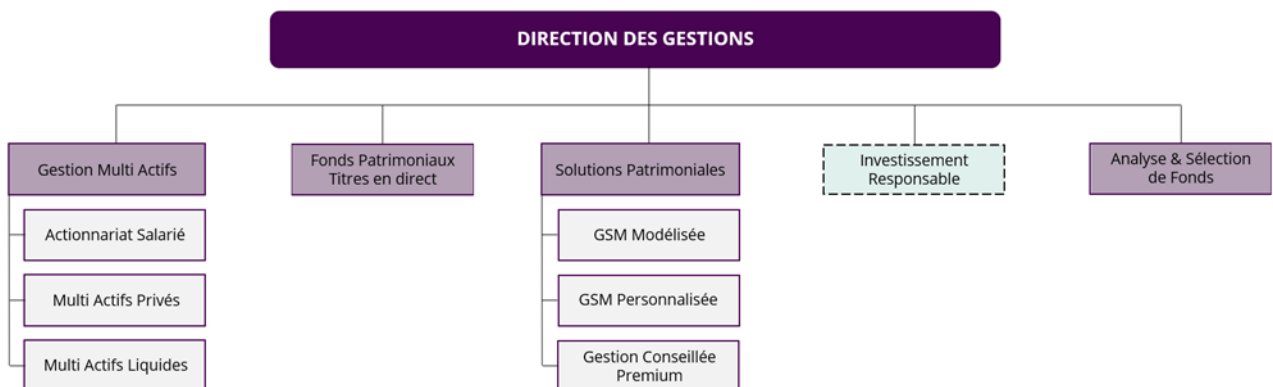 DIRECTION DES GESTIONS
Gestion Multi Actifs
Fonds Patrimoniaux
Titres en direct
Solutions Patrimoniales
Investissement
Responsable
Analyse & Sélection
de Fonds
Actionnariat Salarié
Multi Actifs Privés
Multi Actifs Liquides
GSM Modélisée
GSM Personnalisée
Gestion Conseillée
Premium